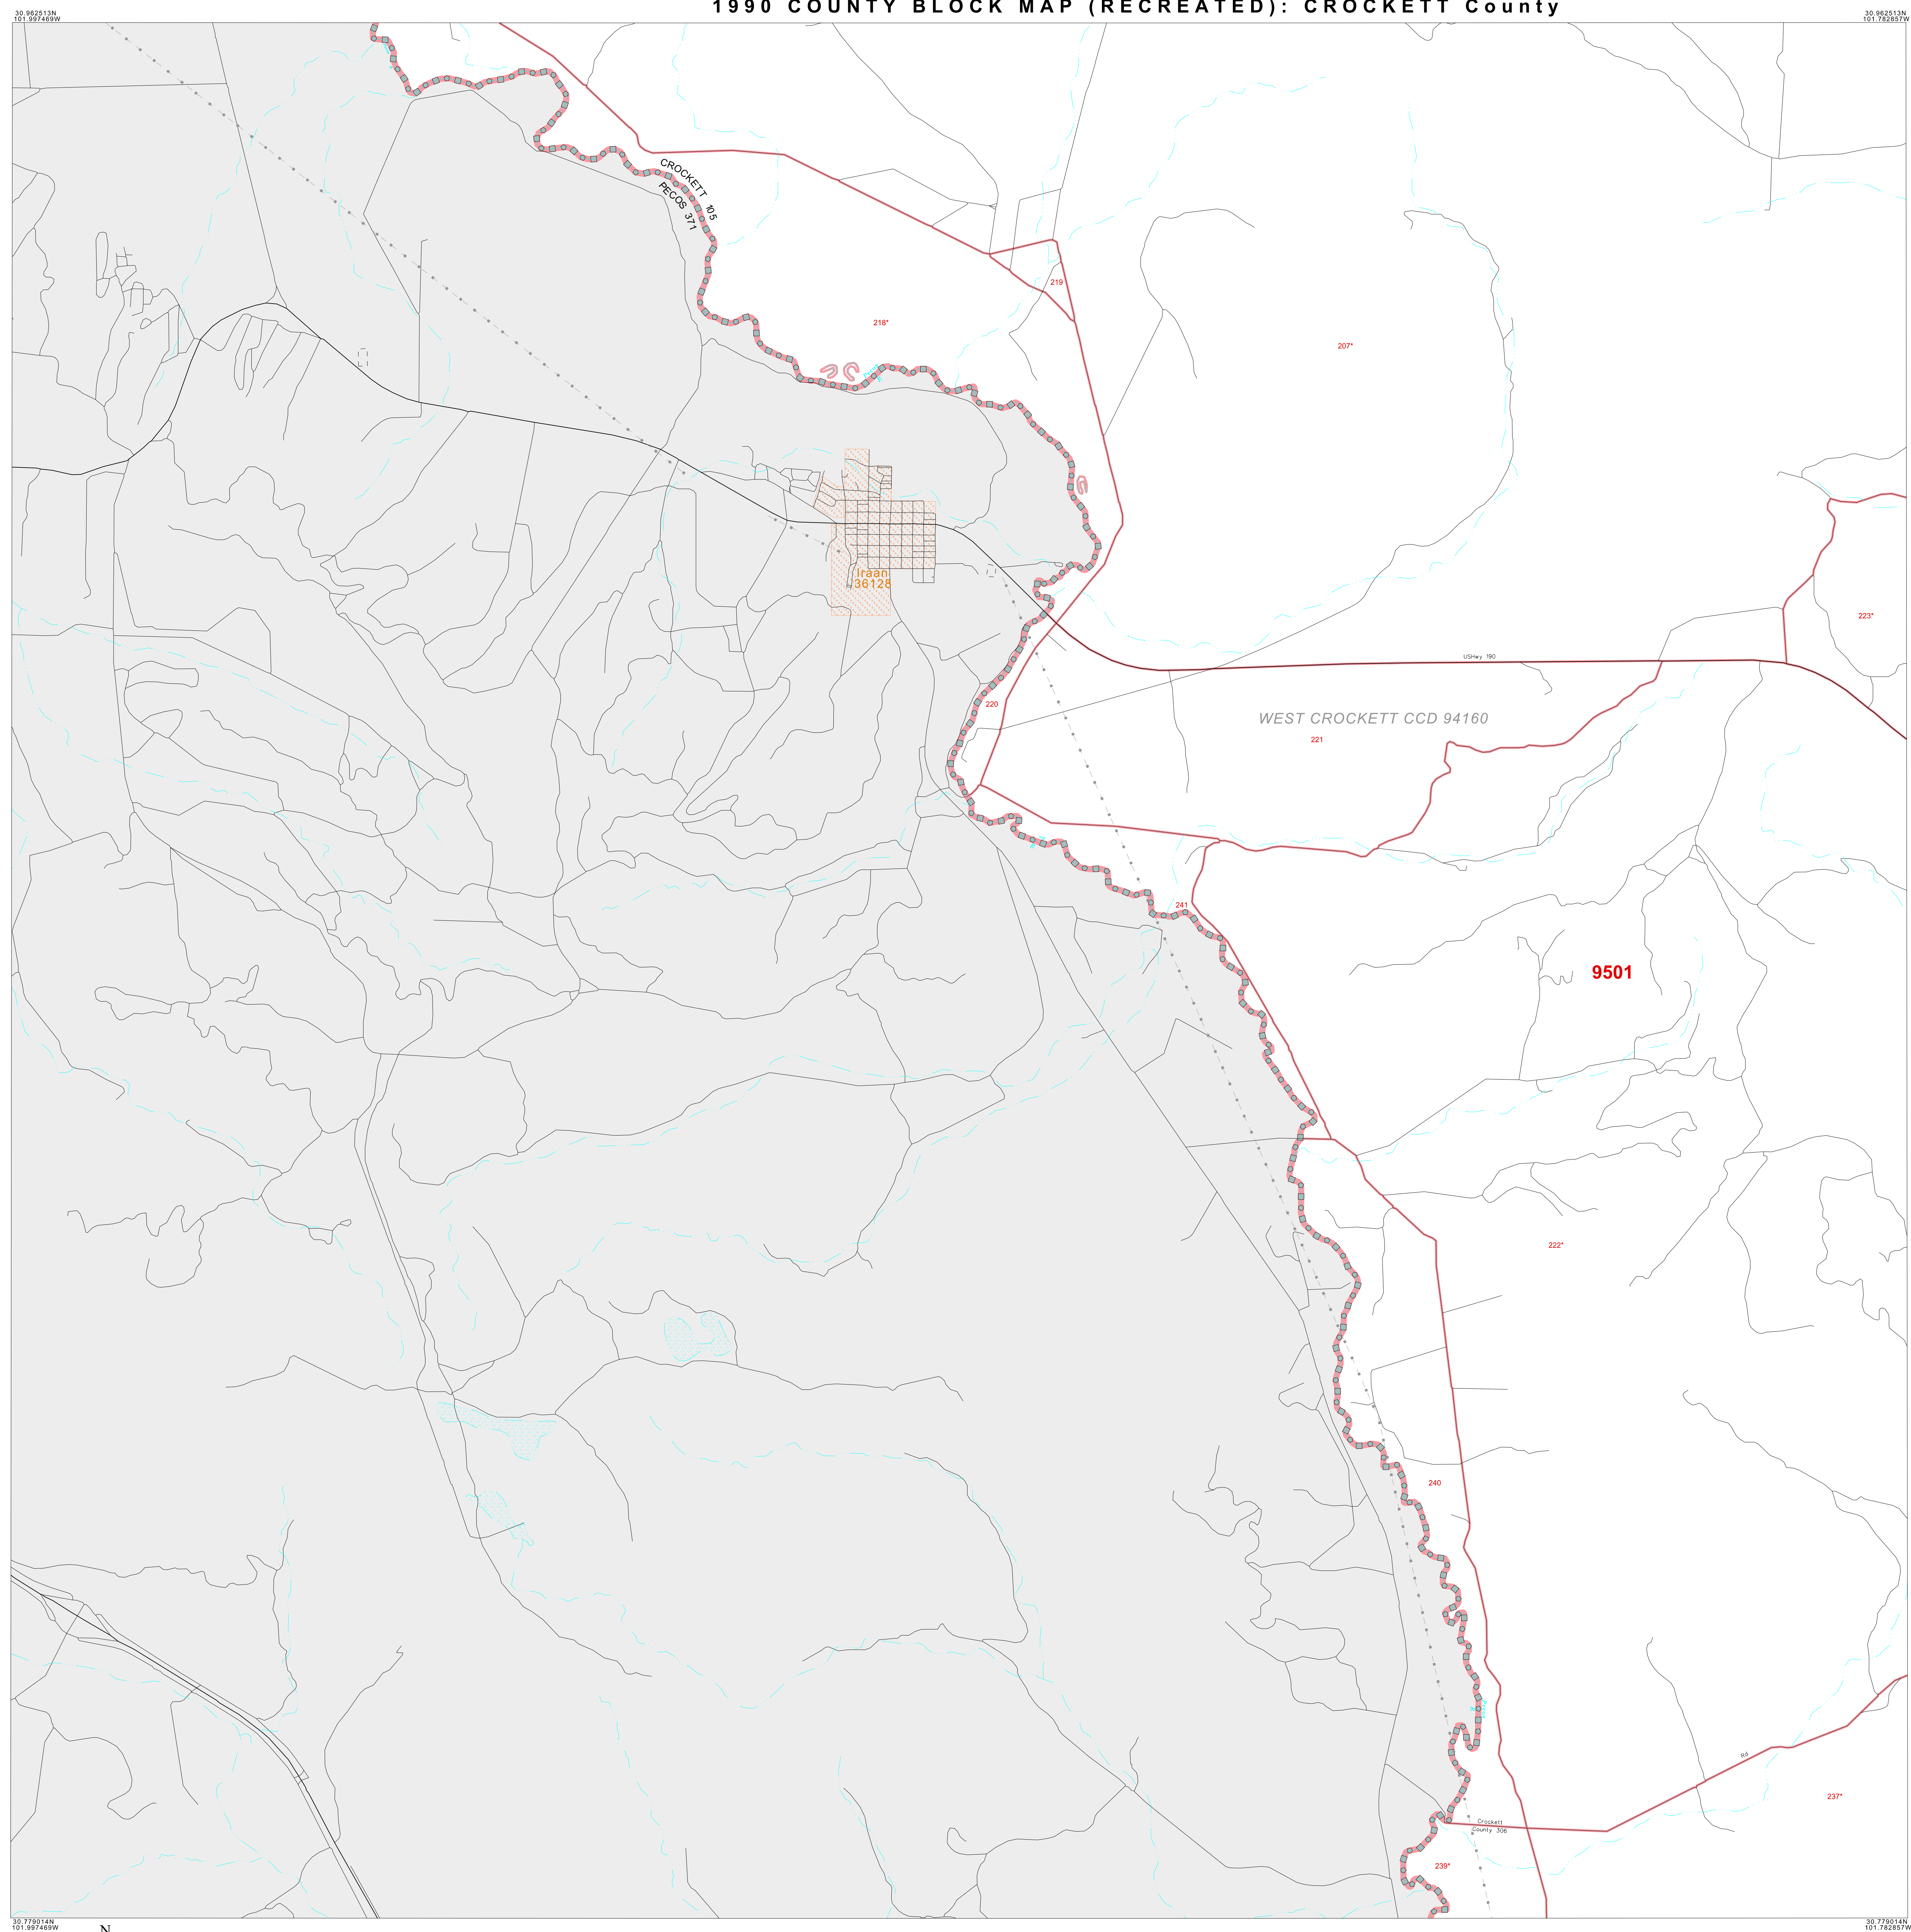 1990 COUNTY BLOCK MAP (RECREATED): CROCKETT County
30.962513N
101.997469W
30.962513N
101.782857W
CROCKETT 105
PECOS 371
219
218*
207*
Iraan
36128
223*
USHwy 190
220
WEST CROCKETT CCD 94160
221
241
9501
222*
240
Rd
237*
Crockett
County 306
239*
30.779014N
101.997469W
N
30.779014N
101.782857W